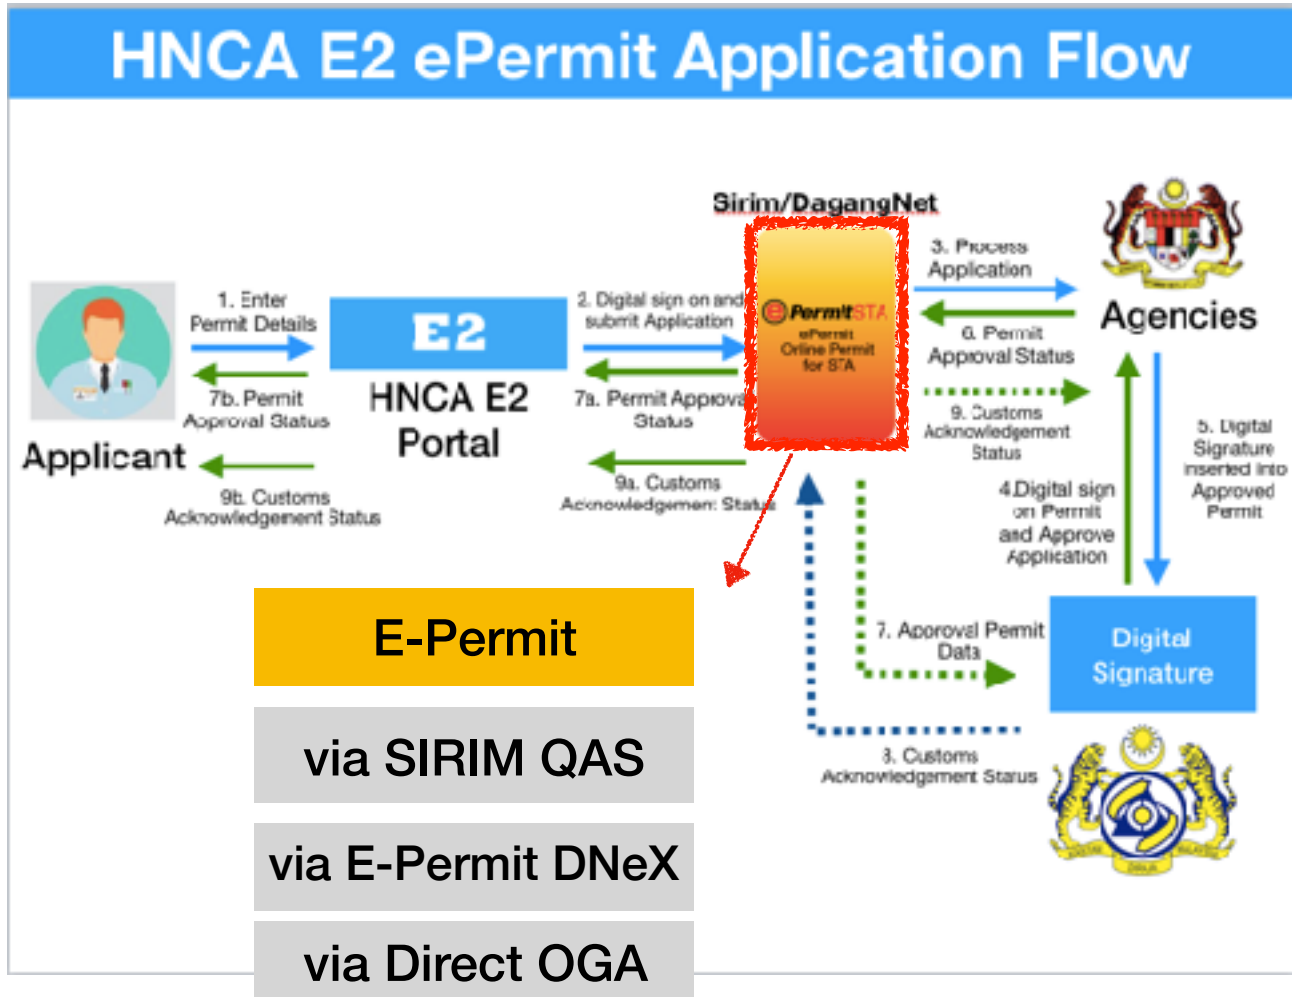 HNCA E2 ePermit Application Flow
Sirim/DagangNet
1. Enter
Permit Details
E2
HNCA E2
Portal
2. Digital sign on and
submit Application
ePermitSTA
ePermit
Online Permit
for STA
3. Process
Application
Agencies
6. Permit
Approval Status
7b. Permit
Approval Status
7a. Permit Approval
Status
9. Customs
Acknowledgement
Status
Applicant
9b. Customs
Acknowledgement Status
9a. Customs
Acknowledgement Status
4.Digital sign
on Permit
and Approve
Application
5. Digital
Signature
inserted into
Approved
Permit
7. Approval Permit
Data
Digital
Signature
8. Customs
Acknowledgement Status
E-Permit
via SIRIM QAS
via E-Permit DNeX
via Direct OGA